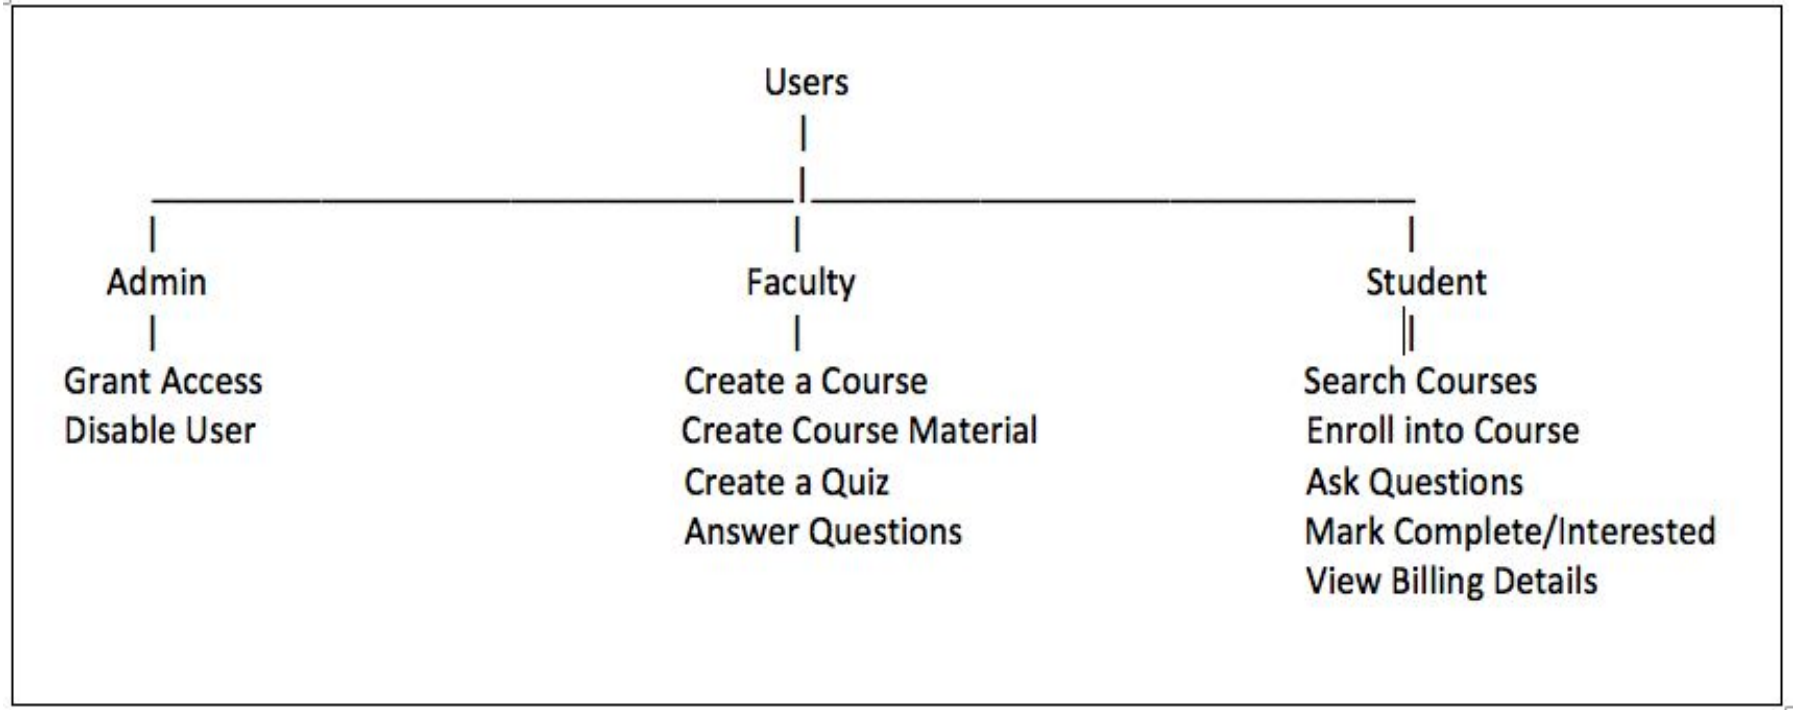 Users
Admin
Faculty
Student
Grant Access
Create a Course
Search Courses
Disable User
Create Course Material
Enroll into Course
Create a Quiz
Ask Questions
Answer Questions
Mark Complete/Interested
View Billing Details